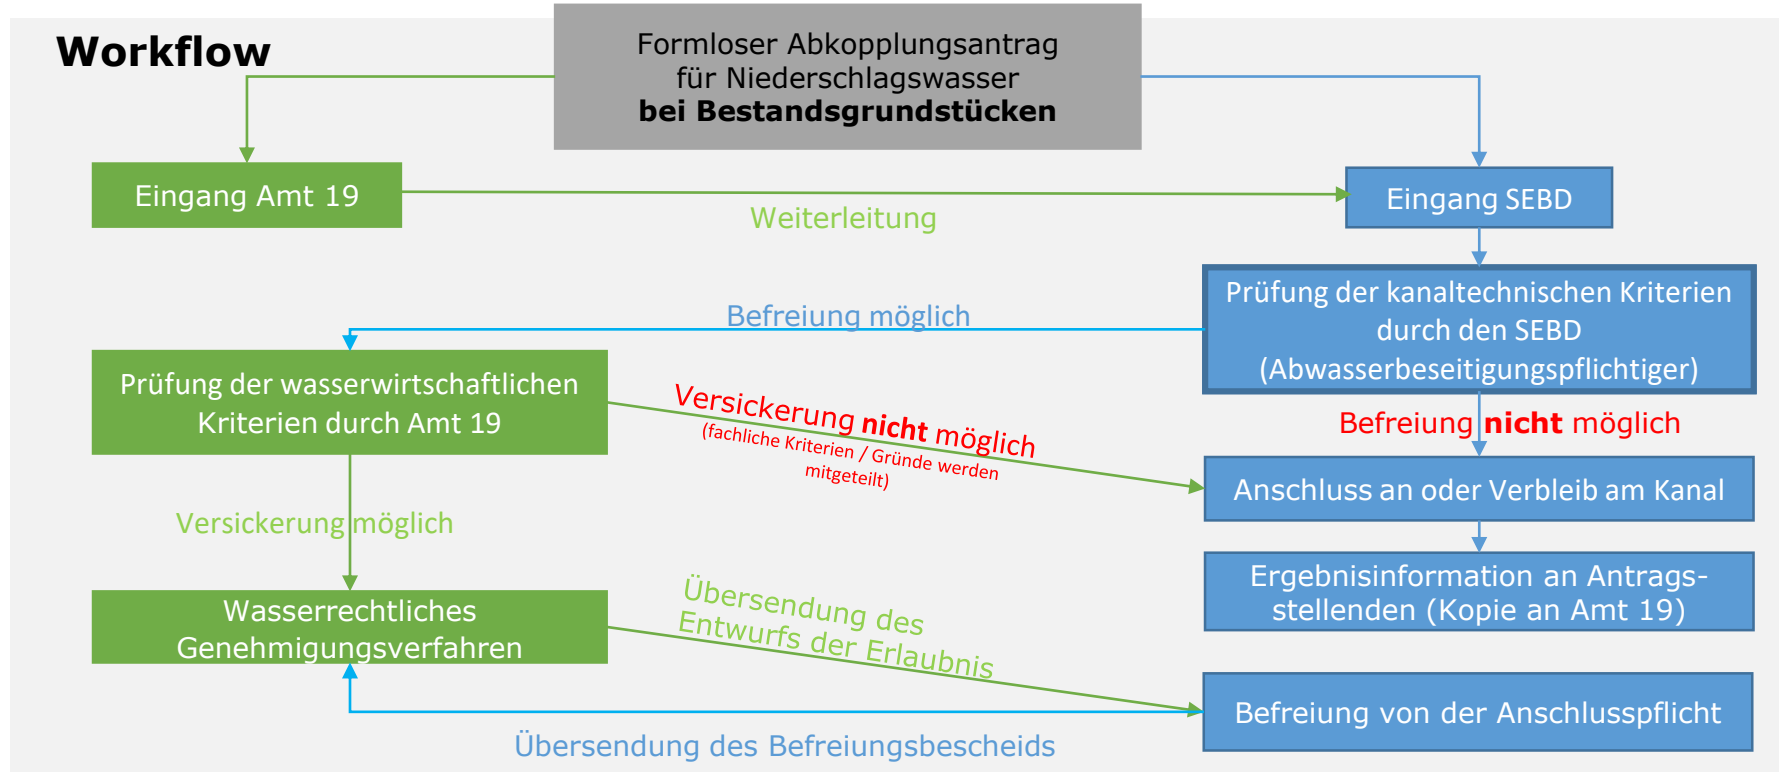 Workflow
Formloser Abkopplungsantrag
für Niederschlagswasser
bei Bestandsgrundstücken
Eingang Amt 19
Weiterleitung
Eingang SEBD
Prüfung der kanaltechnischen Kriterien
durch den SEBD
(Abwasserbeseitigungspflichtiger)
Befreiung möglich
Prüfung der wasserwirtschaftlichen
Kriterien durch Amt 19
Versickerung nicht möglich
(fachliche Kriterien / Gründe werden
mitgeteilt)
Befreiung nicht möglich
Anschluss an oder Verbleib am Kanal
Versickerung möglich
Ergebnisinformation an Antrags-
stellenden (Kopie an Amt 19)
Wasserrechtliches
Genehmigungsverfahren
Übersendung des
Entwurfs der Erlaubnis
Befreiung von der Anschlusspflicht
Übersendung des Befreiungsbescheids